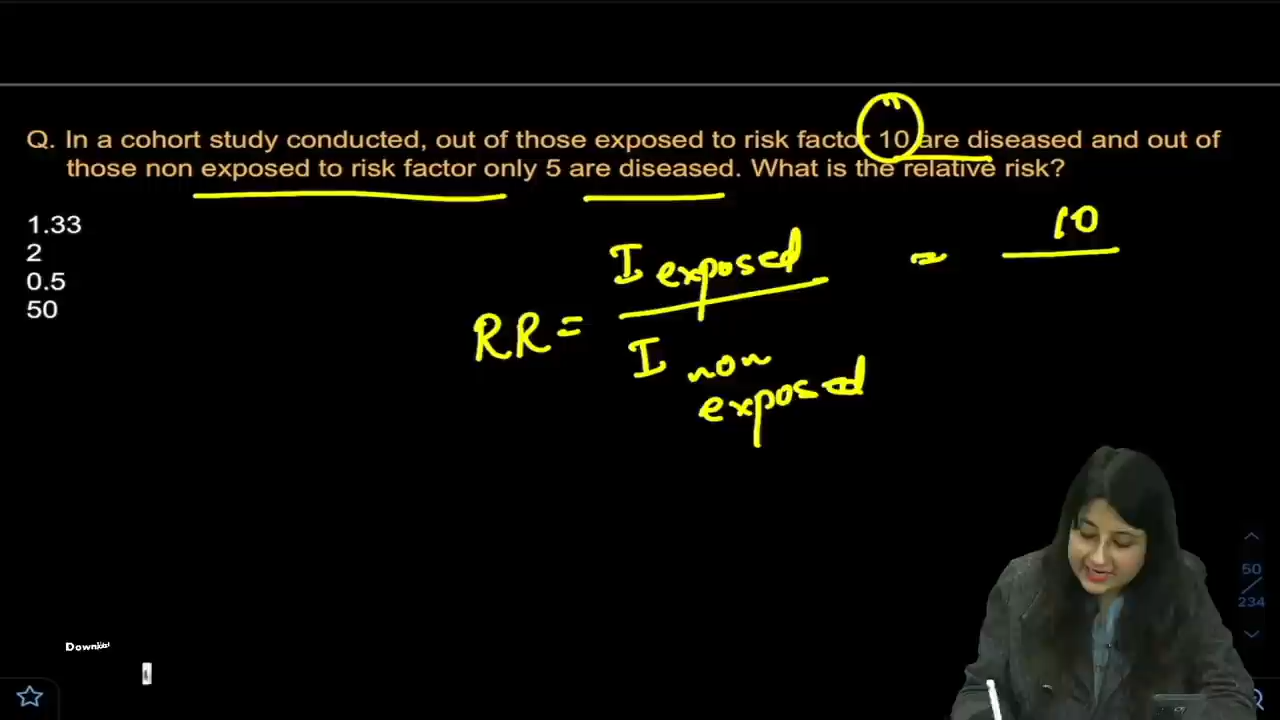 Q. In a cohort study conducted, out of those exposed to risk factor 10 are diseased and out of
those non exposed to risk factor only 5 are diseased. What is the relative risk?
1.33
2
0.5
50
RR = I exposed = 10
I non
exposed
50
234